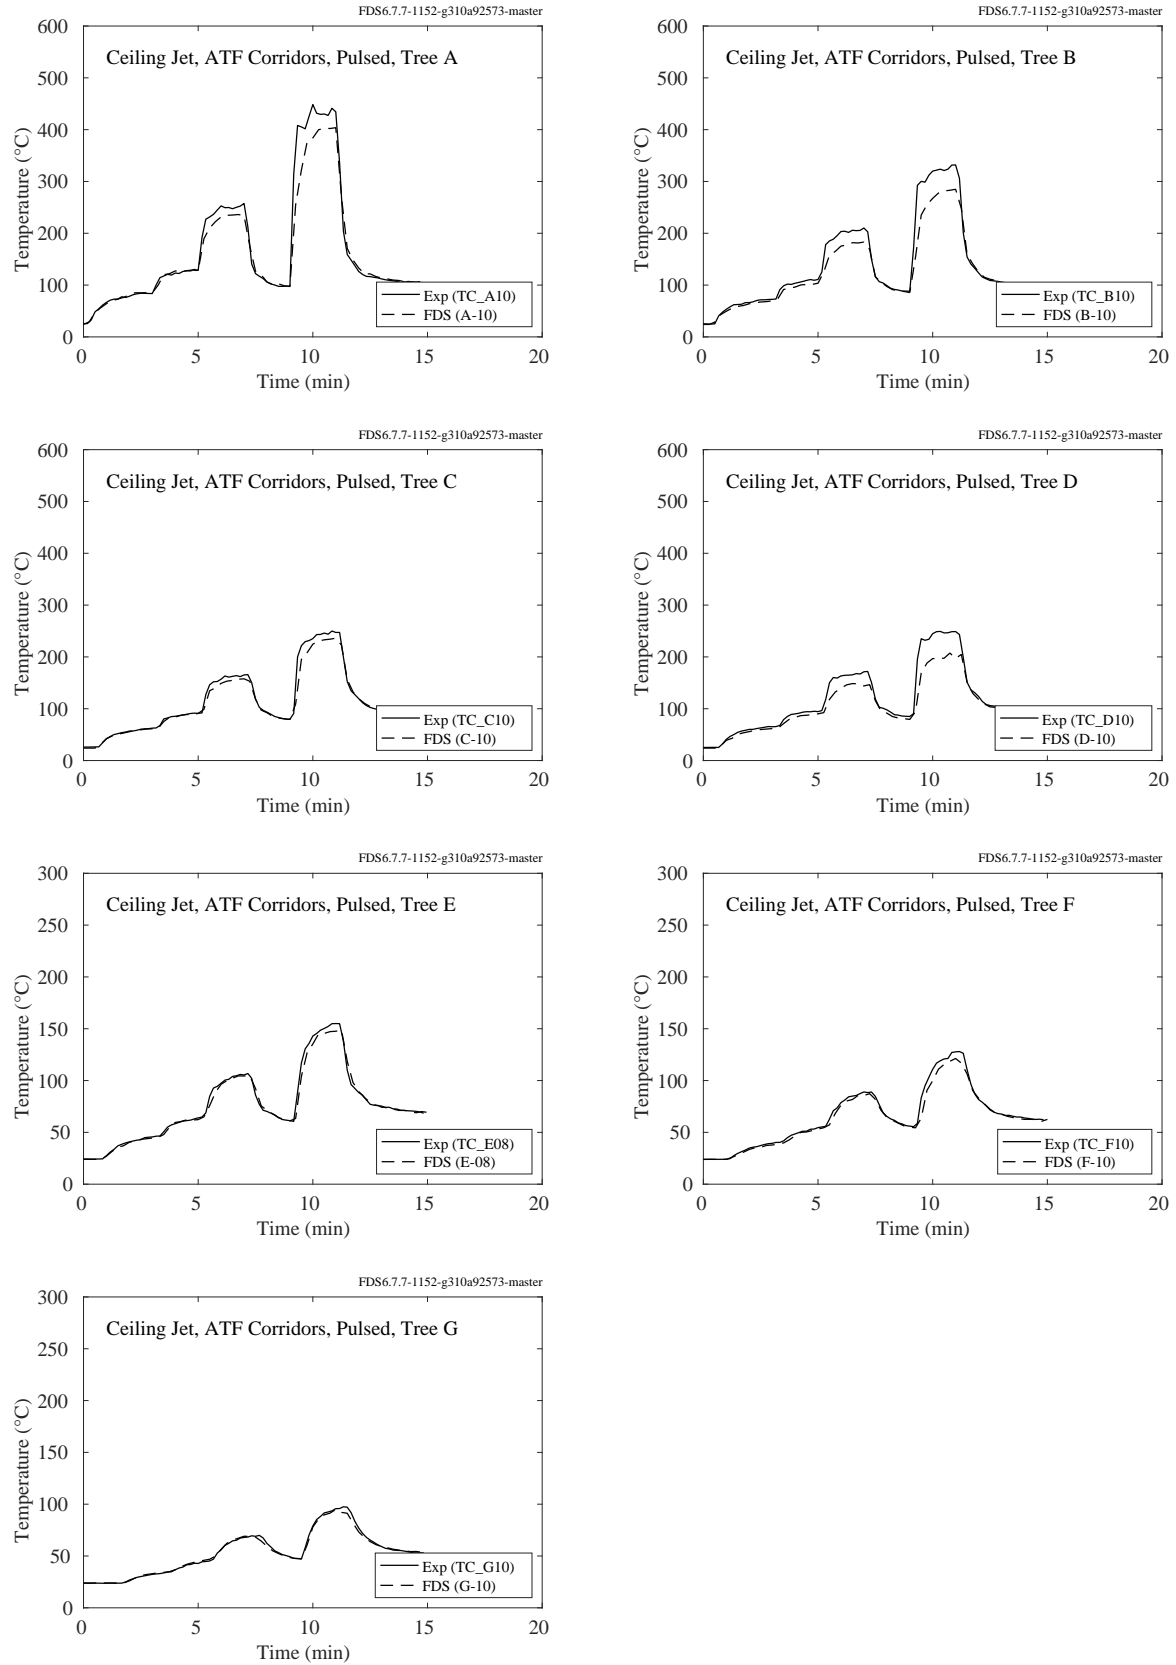 FDS6.7.7-1152-g310a92573-master
Ceiling Jet, ATF Corridors, Pulsed, Tree A
Temperature (°C)
600
500
400
300
200
100
0
Exp (TC_A10)
FDS (A-10)
0 5 10 15 20
Time (min)
FDS6.7.7-1152-g310a92573-master
Ceiling Jet, ATF Corridors, Pulsed, Tree B
Temperature (°C)
600
500
400
300
200
100
0
Exp (TC_B10)
FDS (B-10)
0 5 10 15 20
Time (min)
FDS6.7.7-1152-g310a92573-master
Ceiling Jet, ATF Corridors, Pulsed, Tree C
Temperature (°C)
600
500
400
300
200
100
0
Exp (TC_C10)
FDS (C-10)
0 5 10 15 20
Time (min)
FDS6.7.7-1152-g310a92573-master
Ceiling Jet, ATF Corridors, Pulsed, Tree D
Temperature (°C)
600
500
400
300
200
100
0
Exp (TC_D10)
FDS (D-10)
0 5 10 15 20
Time (min)
FDS6.7.7-1152-g310a92573-master
Ceiling Jet, ATF Corridors, Pulsed, Tree E
Temperature (°C)
300
250
200
150
100
50
0
Exp (TC_E08)
FDS (E-08)
0 5 10 15 20
Time (min)
FDS6.7.7-1152-g310a92573-master
Ceiling Jet, ATF Corridors, Pulsed, Tree F
Temperature (°C)
300
250
200
150
100
50
0
Exp (TC_F10)
FDS (F-10)
0 5 10 15 20
Time (min)
FDS6.7.7-1152-g310a92573-master
Ceiling Jet, ATF Corridors, Pulsed, Tree G
Temperature (°C)
300
250
200
150
100
50
0
Exp (TC_G10)
FDS (G-10)
0 5 10 15 20
Time (min)